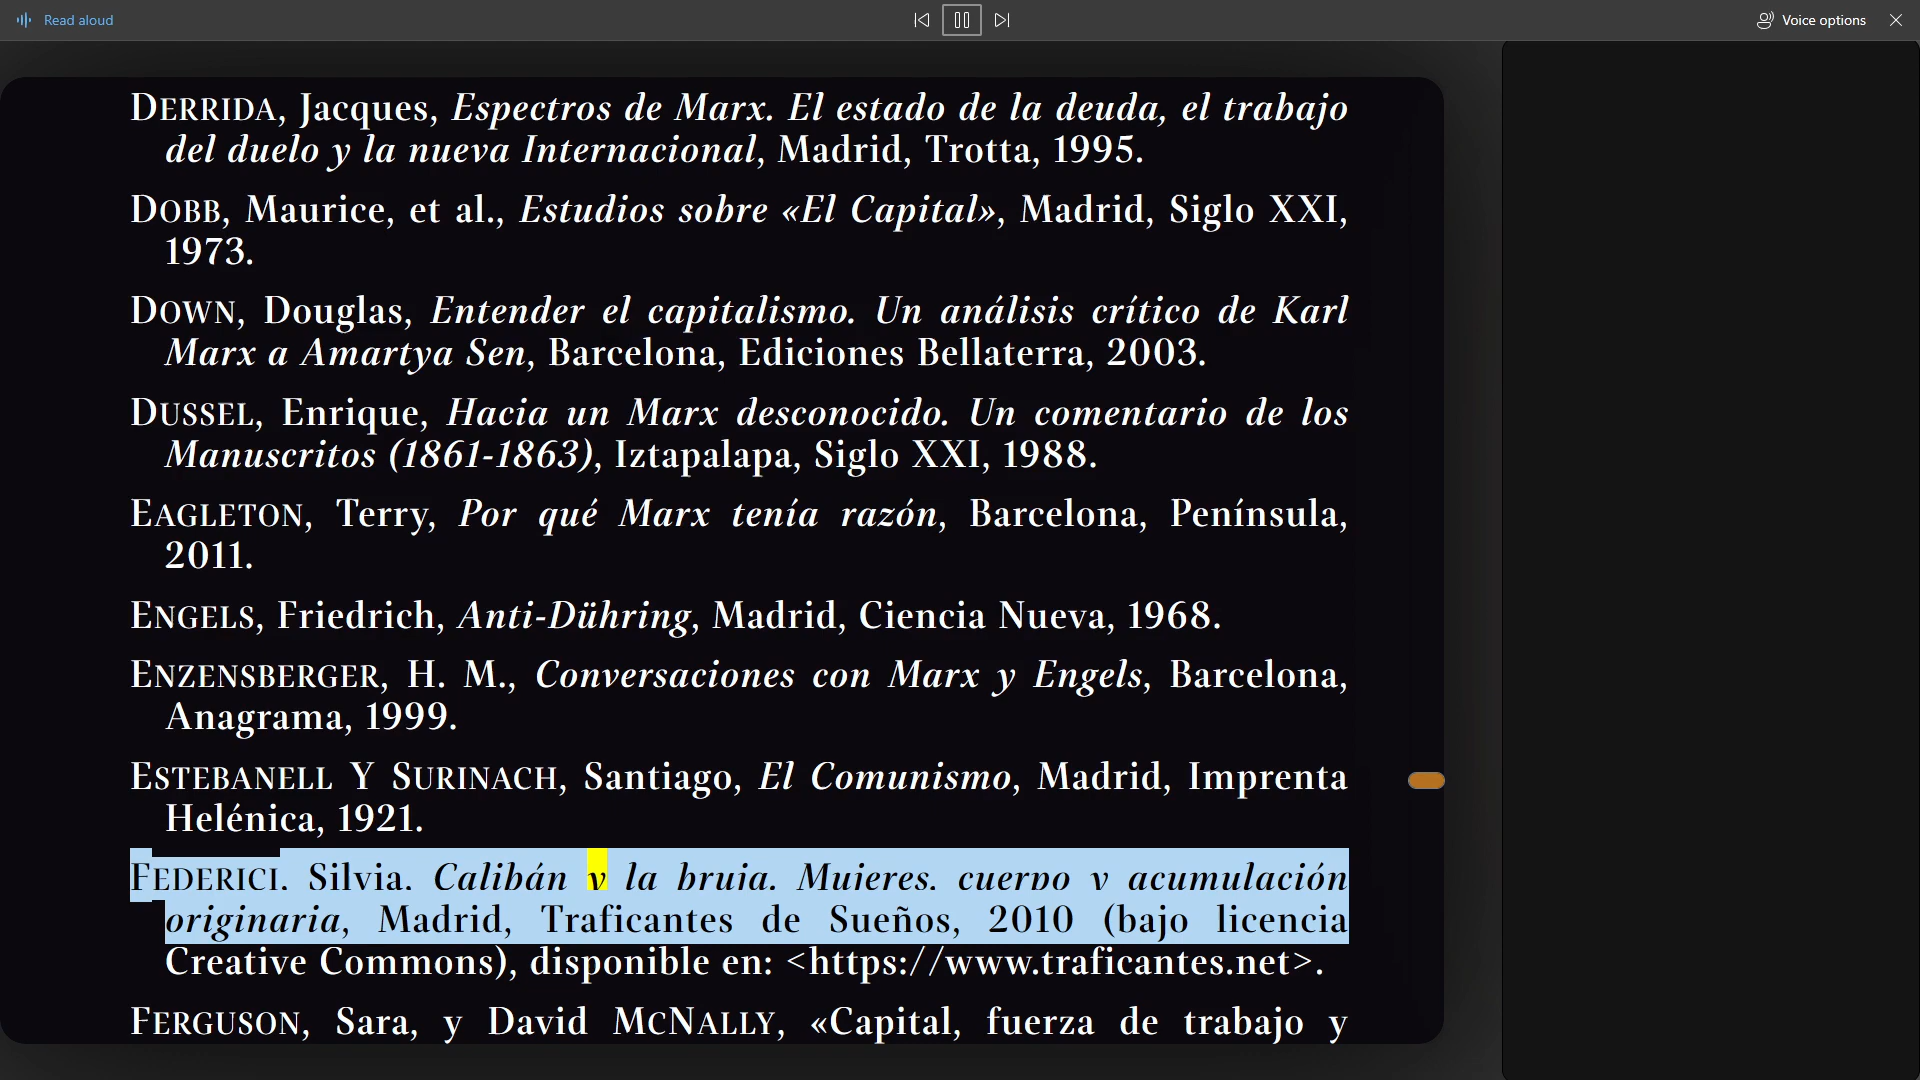 Read aloud
Voice options
DERRIDA, Jacques, Espectros de Marx. El estado de la deuda, el trabajo
del duelo y la nueva Internacional, Madrid, Trotta, 1995.
DOBB, Maurice, et al., Estudios sobre «El Capital», Madrid, Siglo XXI,
1973.
DOWN, Douglas, Entender el capitalismo. Un análisis crítico de Karl
Marx a Amartya Sen, Barcelona, Ediciones Bellaterra, 2003.
DUSSEL, Enrique, Hacia un Marx desconocido. Un comentario de los
Manuscritos (1861-1863), Iztapalapa, Siglo XXI, 1988.
EAGLETON, Terry, Por qué Marx tenía razón, Barcelona, Península,
2011.
ENGELS, Friedrich, Anti-Dühring, Madrid, Ciencia Nueva, 1968.
ENZENSBERGER, H. M., Conversaciones con Marx y Engels, Barcelona,
Anagrama, 1999.
ESTEBANELL Y SURINACH, Santiago, El Comunismo, Madrid, Imprenta
Helénica, 1921.
FEDERICI, Silvia, Calibán y la bruja. Mujeres, cuerpo y acumulación
originaria, Madrid, Traficantes de Sueños, 2010 (bajo licencia
Creative Commons), disponible en: <https://www.traficantes.net>.
FERGUSON, Sara, y David MCNALLY, «Capital, fuerza de trabajo y